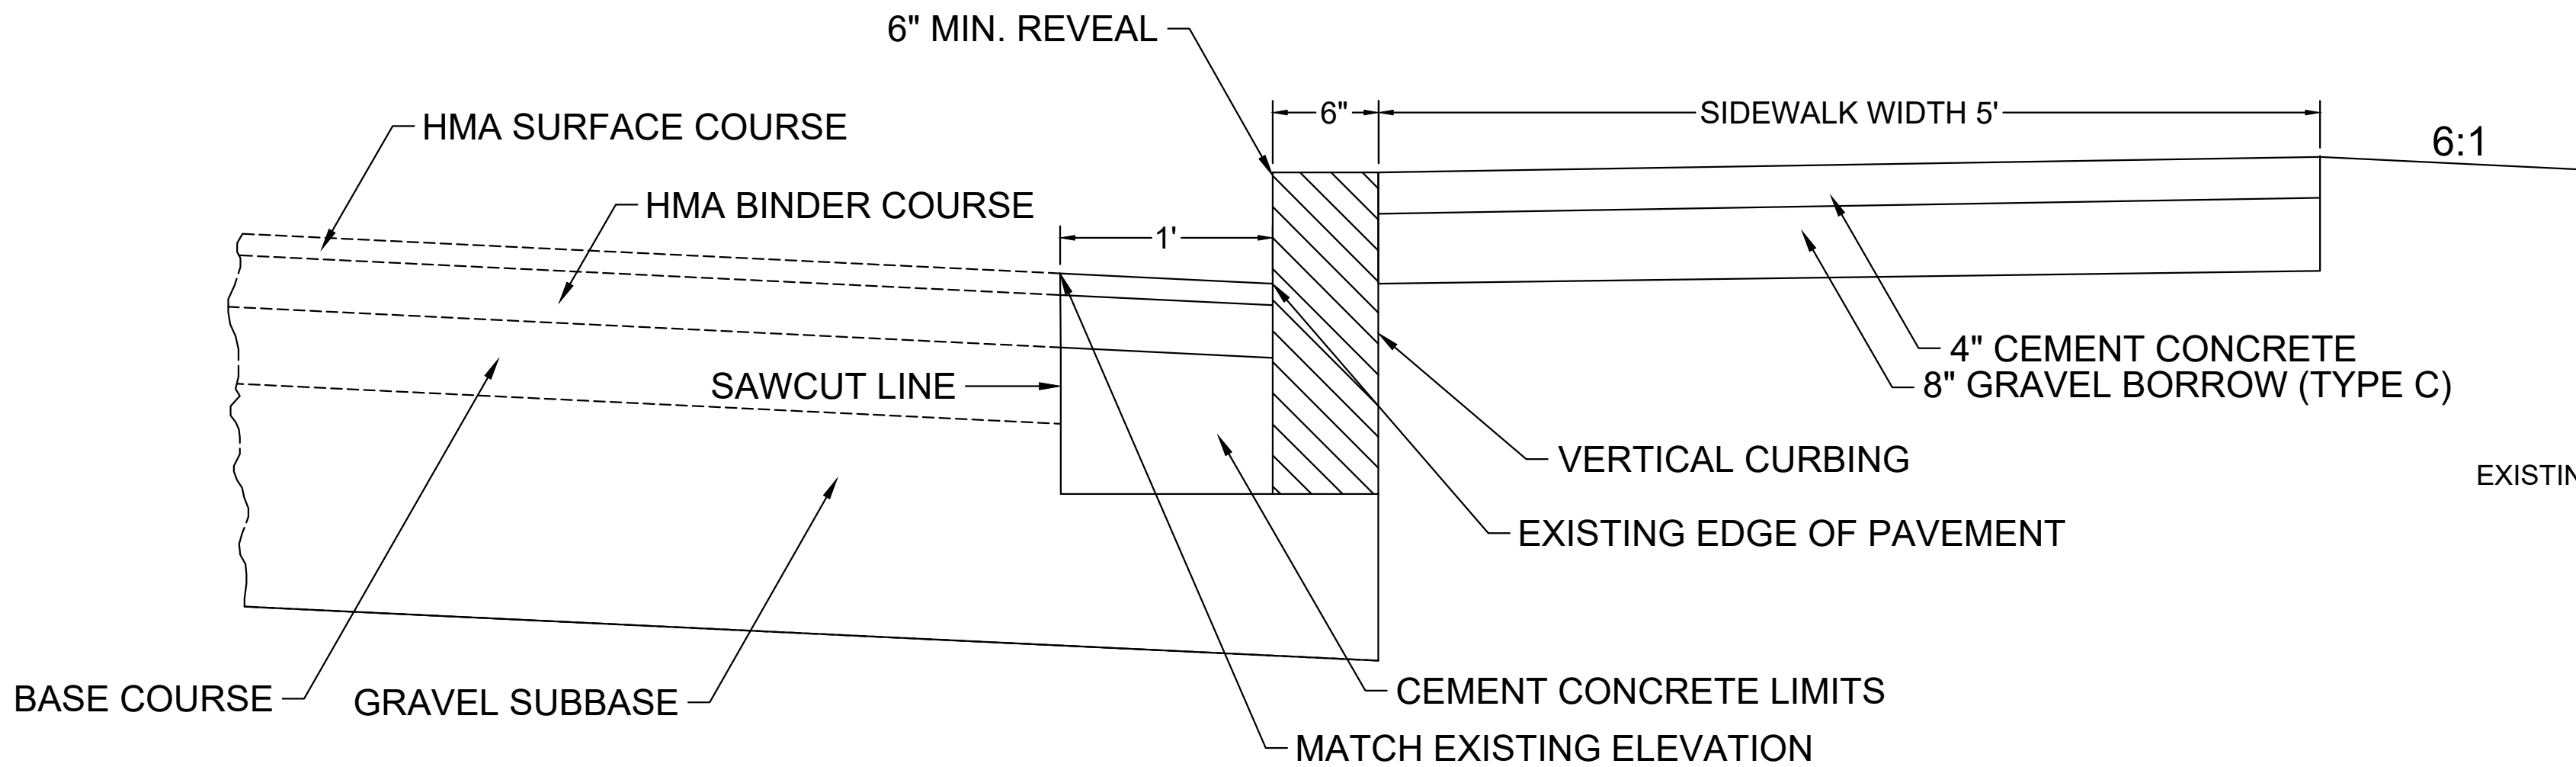 6" MIN. REVEAL
6"
SIDEWALK WIDTH 5'
HMA SURFACE COURSE
6:1
HMA BINDER COURSE
1'
4" CEMENT CONCRETE
SAWCUT LINE
8" GRAVEL BORROW (TYPE C)
VERTICAL CURBING
EXISTIN
EXISTING EDGE OF PAVEMENT
BASE COURSE
GRAVEL SUBBASE
CEMENT CONCRETE LIMITS
MATCH EXISTING ELEVATION